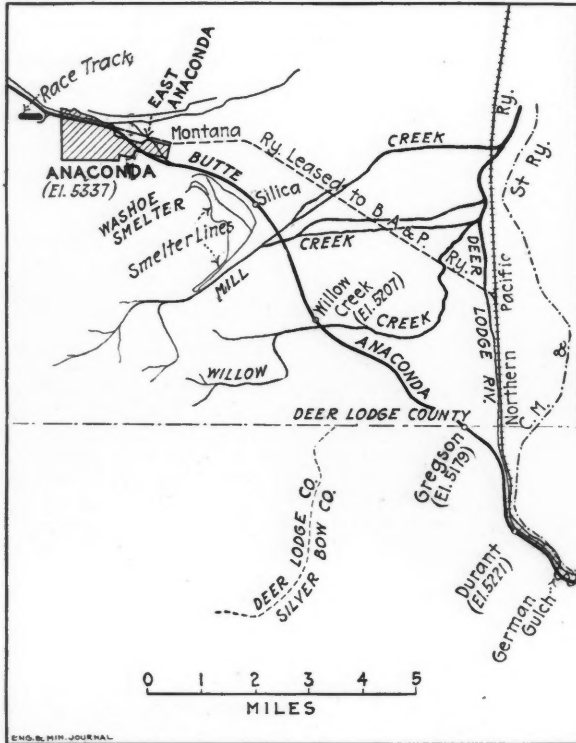 Race Track
EAST
ANACONDA
Montana
Ry. Leased to B A & P Ry.
CREEK
Ry.
St Ry.
ANACONDA
(El. 5337)
BUTTE
Silica
WASHOE
SMELTER
Smelter Lines
CREEK
MILL
DEER
LODGE RIV.
Northern Pacific
Willow
Creek
(El. 5207)
CREEK
WILLOW
ANACONDA
C.M. &
DEER LODGE COUNTY
Gregson
(El. 5179)
DEER LODGE CO.
SILVER BOW CO.
Durant
(El. 5221)
German
Gulch
0 1 2 3 4 5
MILES
ENG. & MIN. JOURNAL